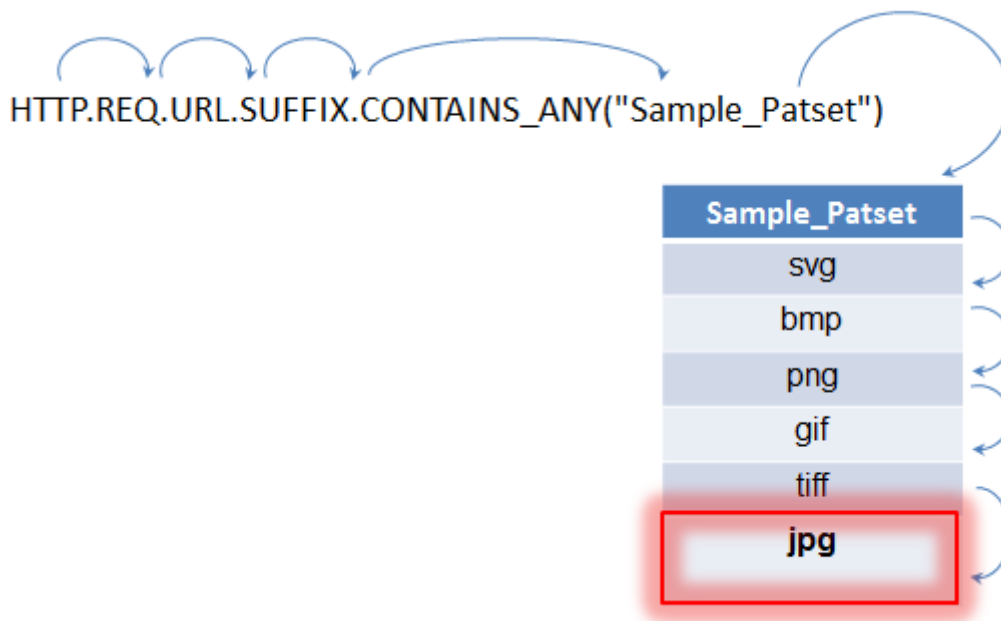 HTTP.REQ.URL.SUFFIX.CONTAINS_ANY("Sample_Patset")
Sample_Patset
svg
bmp
png
gif
tiff
jpg